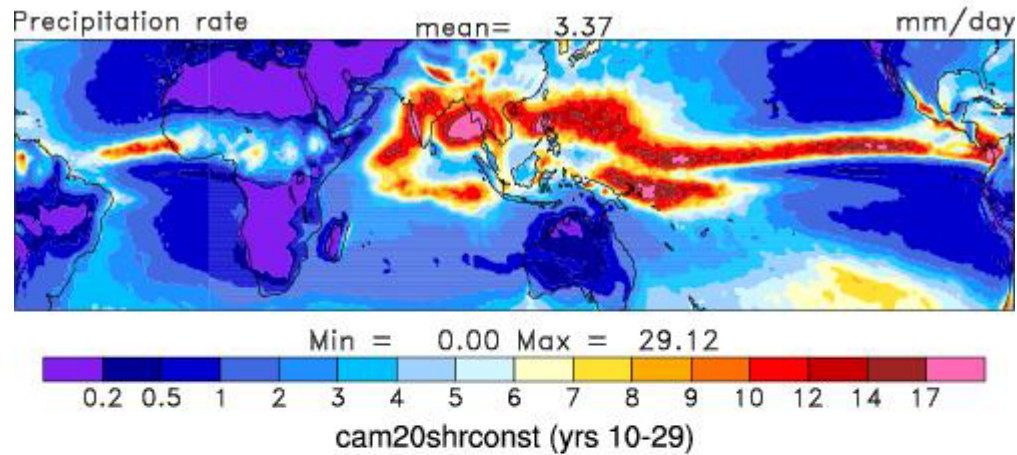 Precipitation rate mean= 3.37 mm/day
Min = 0.00 Max = 29.12
0.2 0.5 1 2 3 4 5 6 7 8 9 10 12 14 17
cam20shrconst (yrs 10-29)